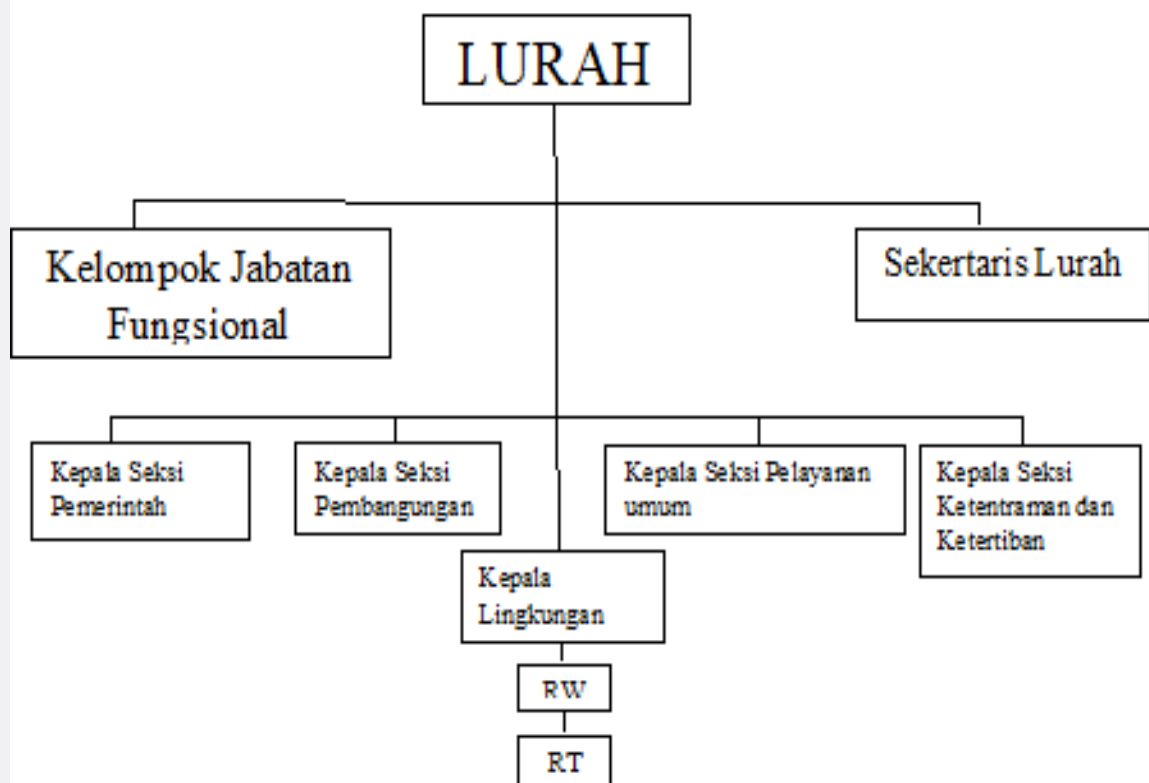 LURAH
Kelompok Jabatan
Fungsional
Sekertaris Lurah
Kepala Seksi
Pemerintah
Kepala Seksi
Pembangungan
Kepala Seksi Pelayanan
umum
Kepala Seksi
Ketentraman dan
Ketertiban
Kepala
Lingkungan
RW
RT